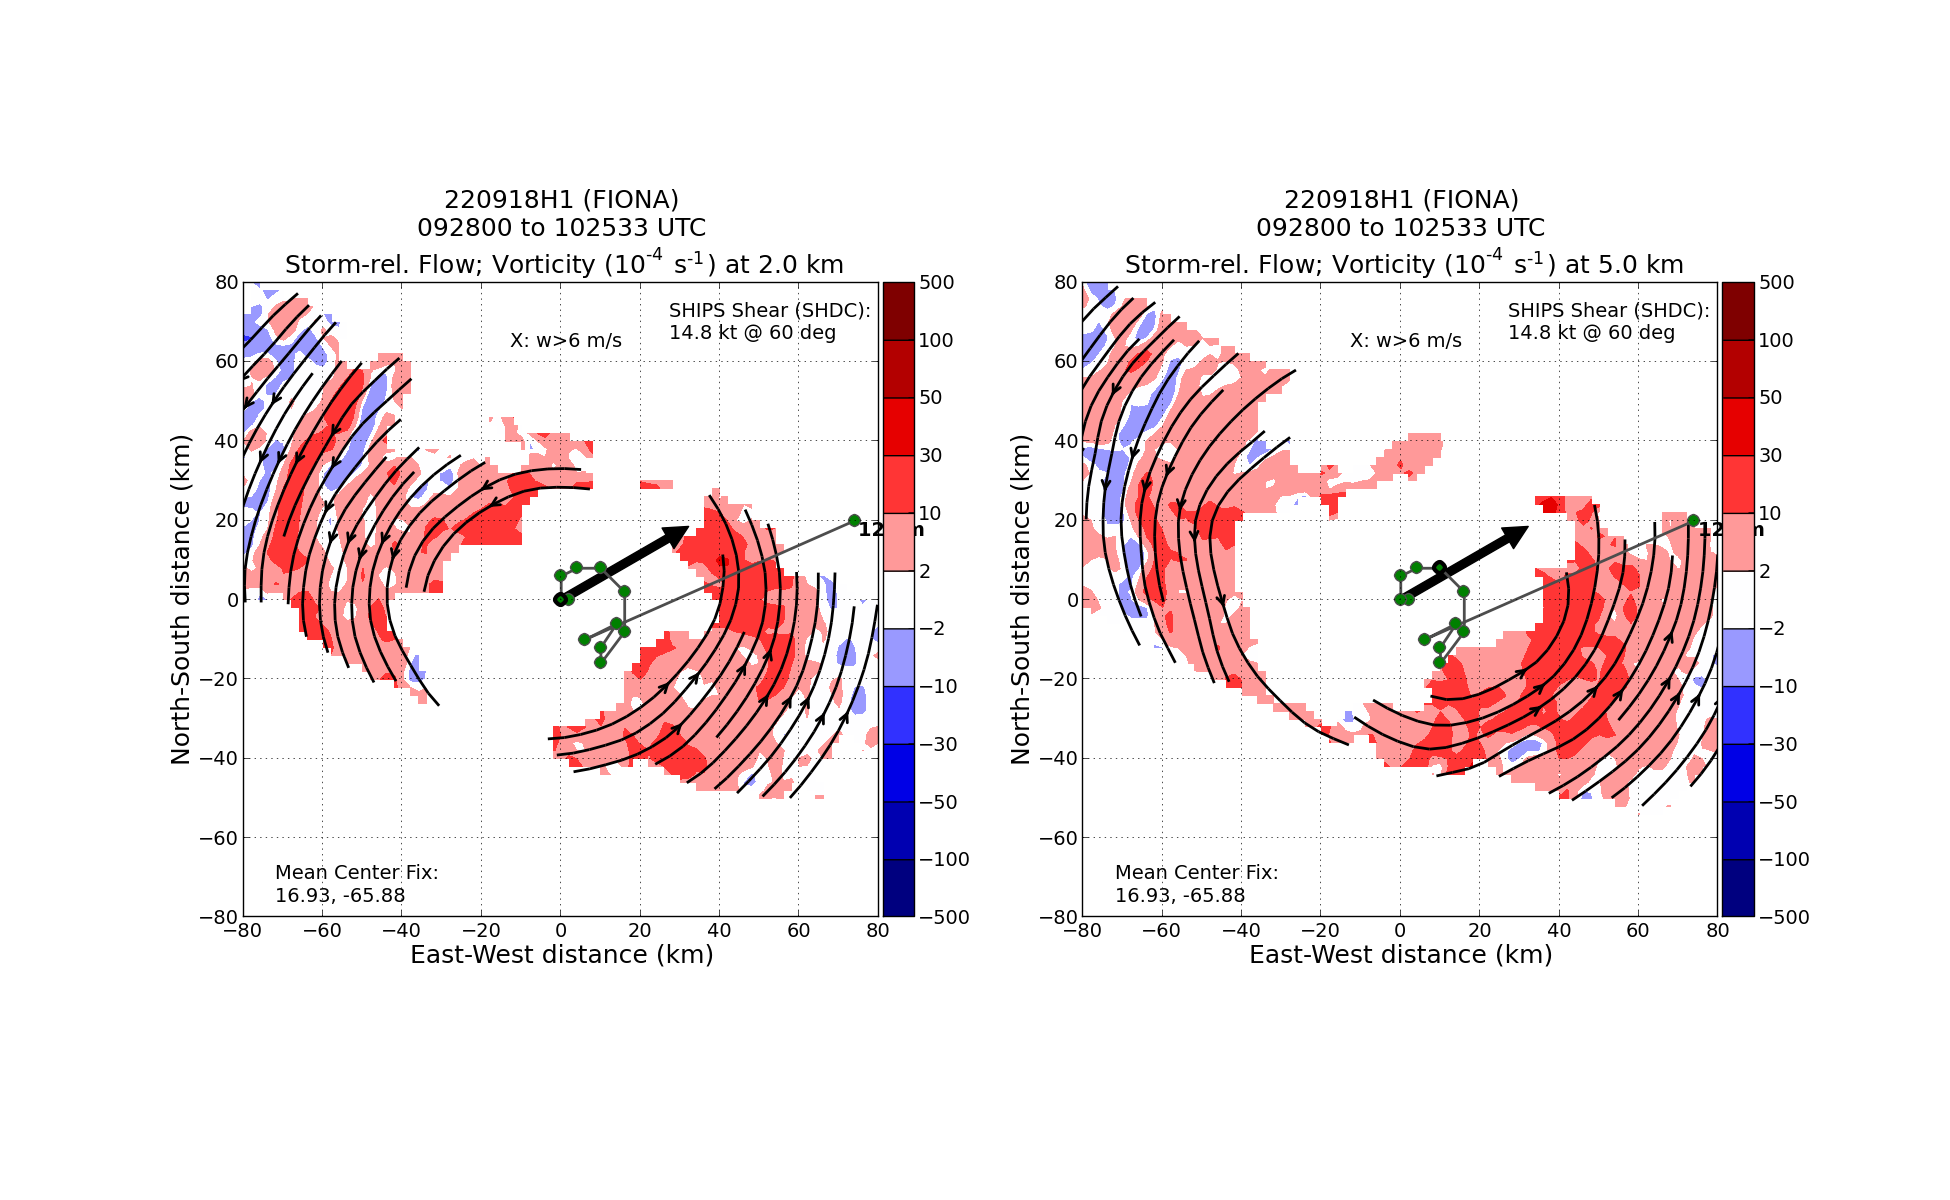 220918H1 (FIONA)
092800 to 102533 UTC
Storm-rel. Flow; Vorticity (10⁻⁴ s⁻¹) at 2.0 km
SHIPS Shear (SHDC):
14.8 kt @ 60 deg
X: w>6 m/s
Mean Center Fix:
16.93, -65.88
North-South distance (km)
80
60
40
20
0
−20
−40
−60
−80
−80 −60 −40 −20 0 20 40 60 80
East-West distance (km)
500
100
50
30
10
2
−2
−10
−30
−50
−100
−500
220918H1 (FIONA)
092800 to 102533 UTC
Storm-rel. Flow; Vorticity (10⁻⁴ s⁻¹) at 5.0 km
SHIPS Shear (SHDC):
14.8 kt @ 60 deg
X: w>6 m/s
Mean Center Fix:
16.93, -65.88
North-South distance (km)
80
60
40
20
0
−20
−40
−60
−80
−80 −60 −40 −20 0 20 40 60 80
East-West distance (km)
500
100
50
30
10
2
−2
−10
−30
−50
−100
−500